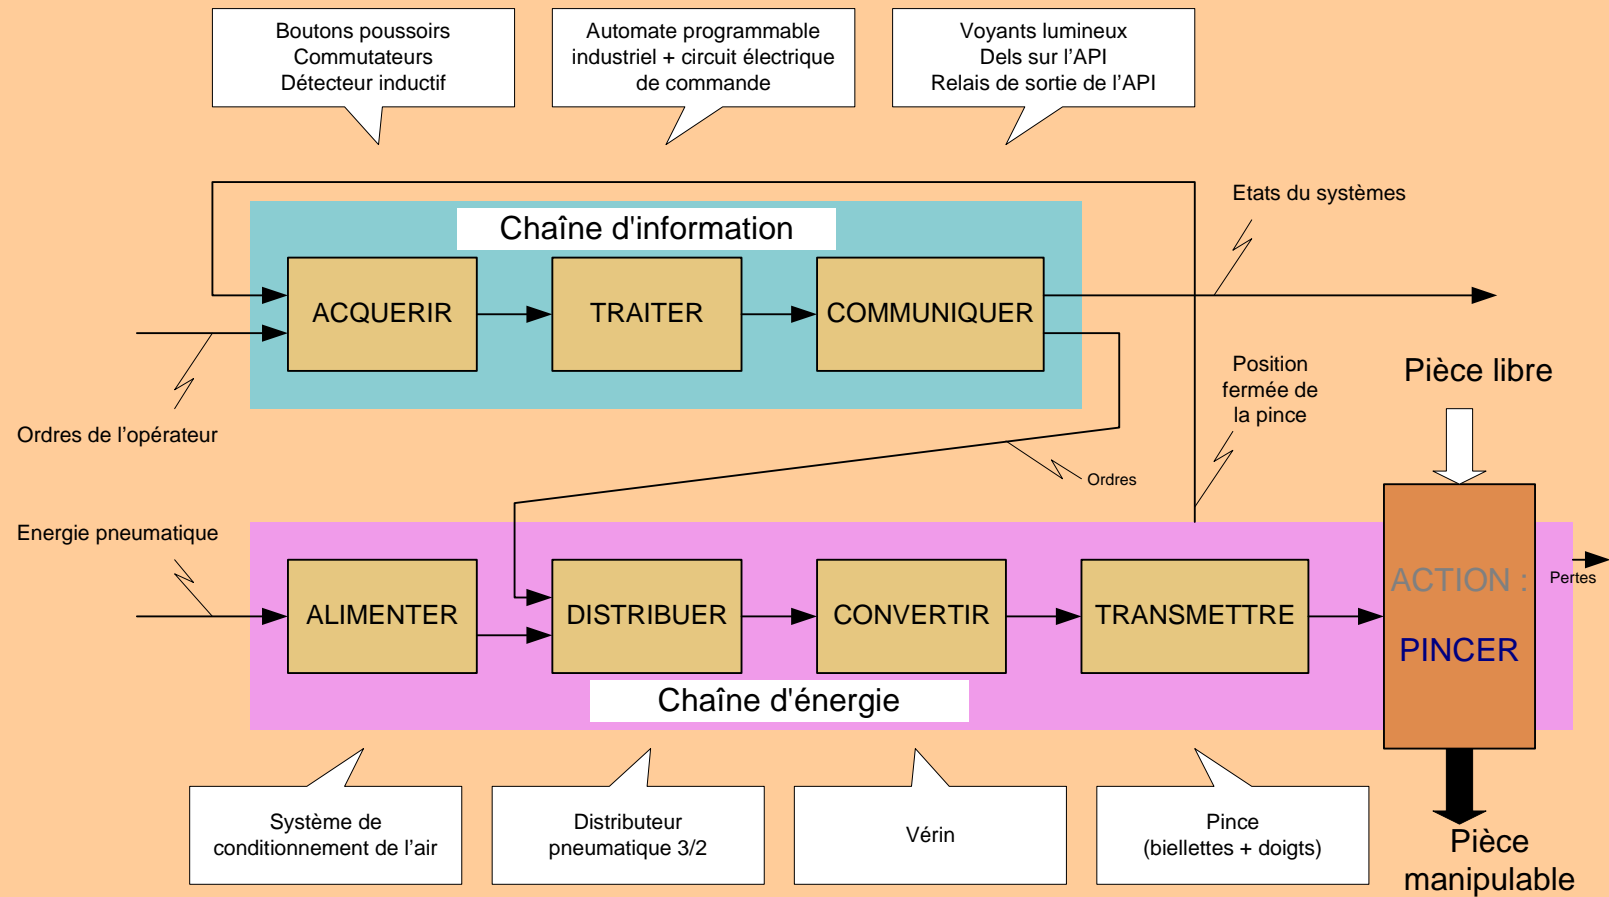 Boutons poussoirs
Commutateurs
Détecteur inductif
Automate programmable
industriel + circuit électrique
de commande
Voyants lumineux
Dels sur l'API
Relais de sortie de l'API
Etats du systèmes
Chaîne d'information
ACQUERIR
TRAITER
COMMUNIQUER
Ordres de l'opérateur
Position
fermée de
la pince
Pièce libre
Ordres
Energie pneumatique
ALIMENTER
DISTRIBUER
CONVERTIR
TRANSMETTRE
ACTION :
PINCER
Pertes
Chaîne d'énergie
Système de
conditionnement de l'air
Distributeur
pneumatique 3/2
Vérin
Pince
(biellettes + doigts)
Pièce
manipulable